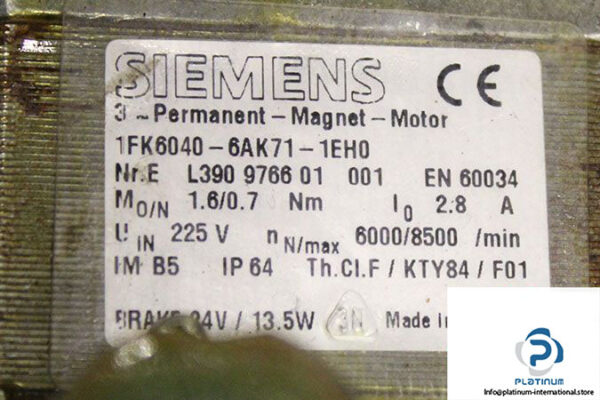 SIEMENS CE
3 ~ Permanent - Magnet - Motor
1FK6040 - 6AK71 - 1EH0
Nr.E L390 9766 01 001 EN 60034
M0/N 1.6/0.7 Nm I0 2.8 A
UIN 225 V nN/max 6000/8500 /min
IM B5 IP 64 Th.Cl.F / KTY84 / F01
BRAKE 24V / 13.5W 3N Made in
PLATINUM
Info@platinum-international.store